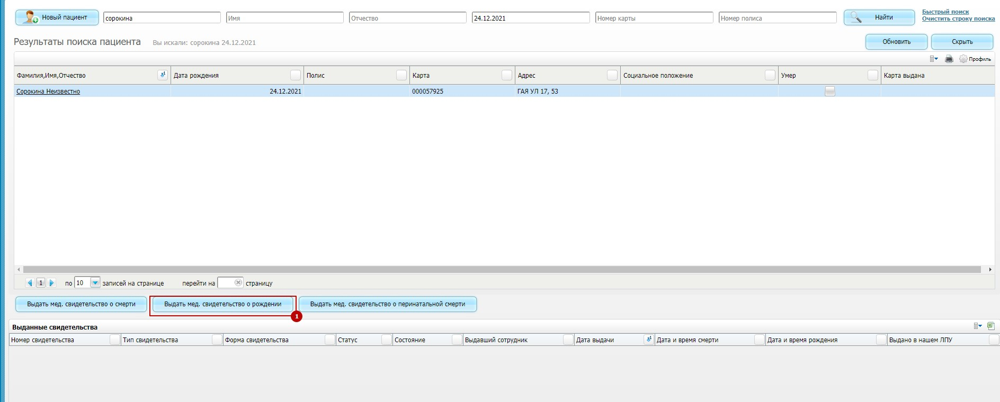 Новый пациент сорокина Имя Отчество 24.12.2021 Номер карты Номер полиса Найти Быстрый поиск
Очистить строку поиска
Результаты поиска пациента Вы искали: сорокина 24.12.2021 Обновить Скрыть
Профиль
Фамилия,Имя,Отчество 1 Дата рождения Полис Карта Адрес Социальное положение Умер Карта выдана
Сорокина Неизвестно 24.12.2021 000057925 ГАЯ УЛ 17, 53
1 по 10 записей на странице перейти на страницу
Выдать мед. свидетельство о смерти Выдать мед. свидетельство о рождении Выдать мед. свидетельство о перинатальной смерти
1
Выданные свидетельства
Номер свидетельства Тип свидетельства Форма свидетельства Статус Состояние Выдавший сотрудник Дата выдачи 1 Дата и время смерти Дата и время рождения Выдано в нашем ЛПУ